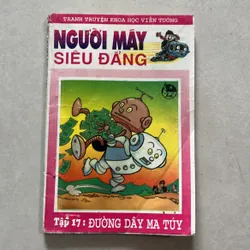 TRANH TRUYỆN KHOA HỌC VIỄN TƯỞNG
NGƯỜI MÁY
SIÊU ĐẲNG
Tập 17: ĐƯỜNG DÂY MA TÚY